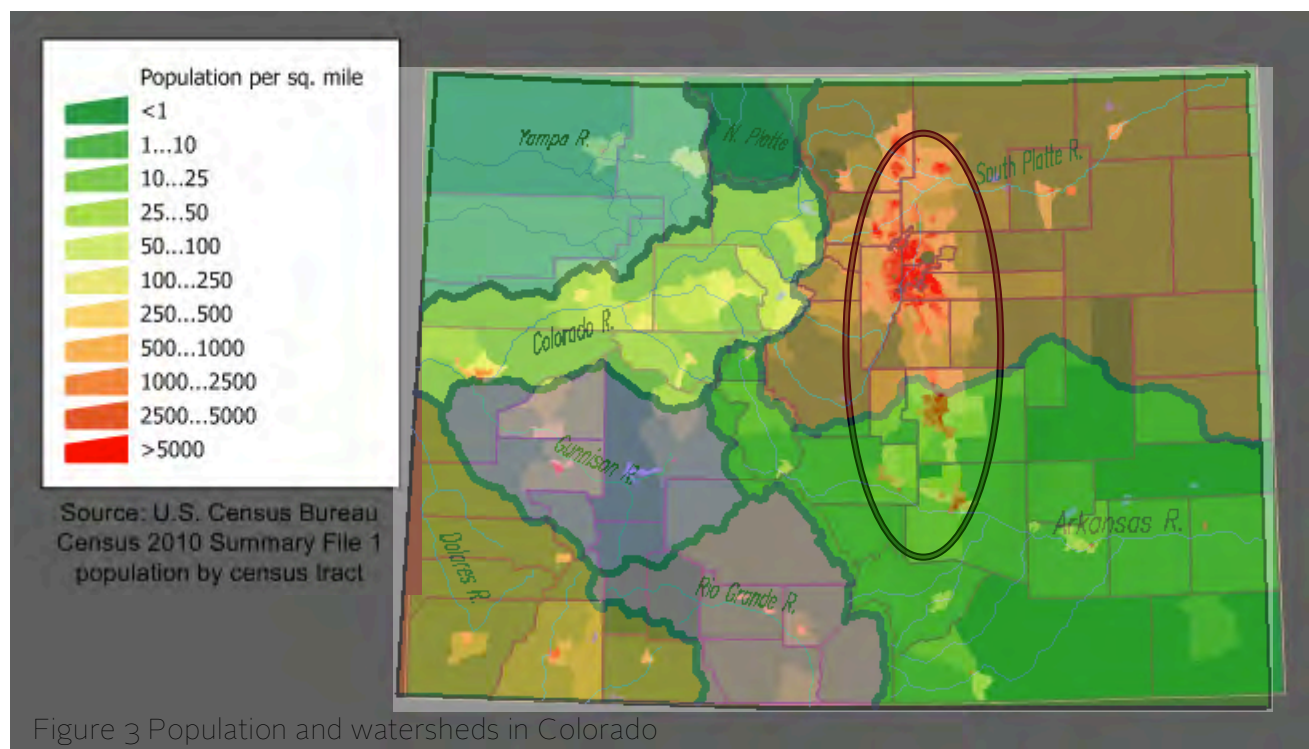 Population per sq. mile
<1
1...10
10...25
25...50
50...100
100...250
250...500
500...1000
1000...2500
2500...5000
>5000
Source: U.S. Census Bureau
Census 2010 Summary File 1
population by census tract
Yampa R.
N. Platte
South Platte R.
Colorado R.
Gunnison R.
Arkansas R.
Dolares R.
Rio Grande R.
Figure 3 Population and watersheds in Colorado